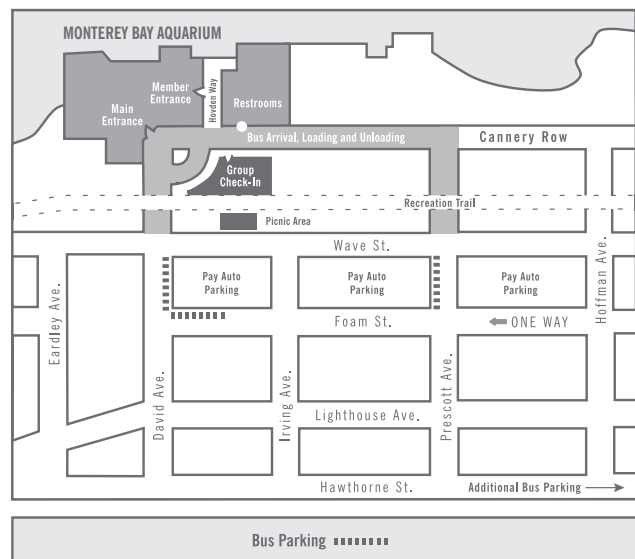 MONTEREY BAY AQUARIUM
Member
Entrance
Hovden Way
Restrooms
Main
Entrance
Bus Arrival, Loading and Unloading
Cannery Row
Group
Check-In
Recreation Trail
Picnic Area
Wave St.
Pay Auto
Parking
Pay Auto
Parking
Pay Auto
Parking
Eardley Ave.
Hoffman Ave.
Foam St.
ONE WAY
David Ave.
Irving Ave.
Prescott Ave.
Lighthouse Ave.
Hawthorne St.
Additional Bus Parking
Bus Parking